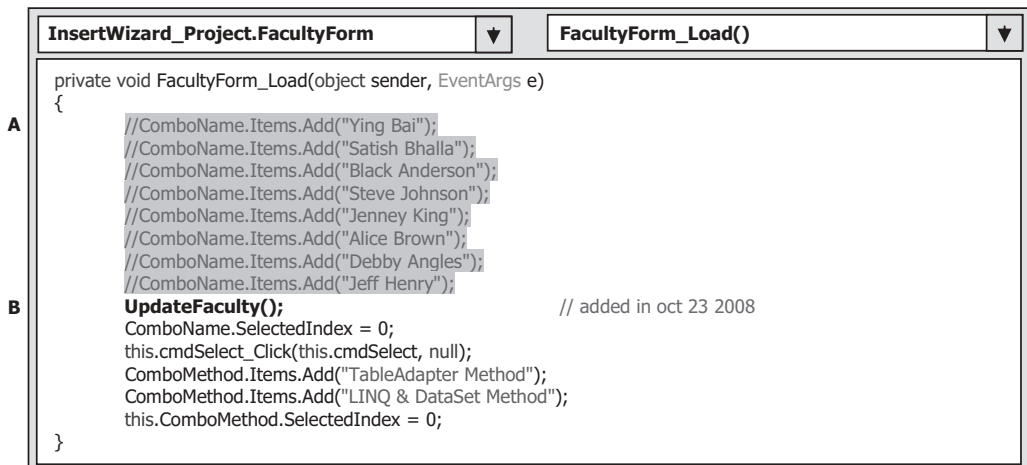 InsertWizard_Project.FacultyForm FacultyForm_Load()
private void FacultyForm_Load(object sender, EventArgs e)
{
A //ComboName.Items.Add("Ying Bai");
//ComboName.Items.Add("Satish Bhalla");
//ComboName.Items.Add("Black Anderson");
//ComboName.Items.Add("Steve Johnson");
//ComboName.Items.Add("Jenney King");
//ComboName.Items.Add("Alice Brown");
//ComboName.Items.Add("Debby Angles");
//ComboName.Items.Add("Jeff Henry");
B UpdateFaculty(); // added in oct 23 2008
ComboName.SelectedIndex = 0;
this.cmdSelect_Click(this.cmdSelect, null);
ComboMethod.Items.Add("TableAdapter Method");
ComboMethod.Items.Add("LINQ & DataSet Method");
this.ComboMethod.SelectedIndex = 0;
}